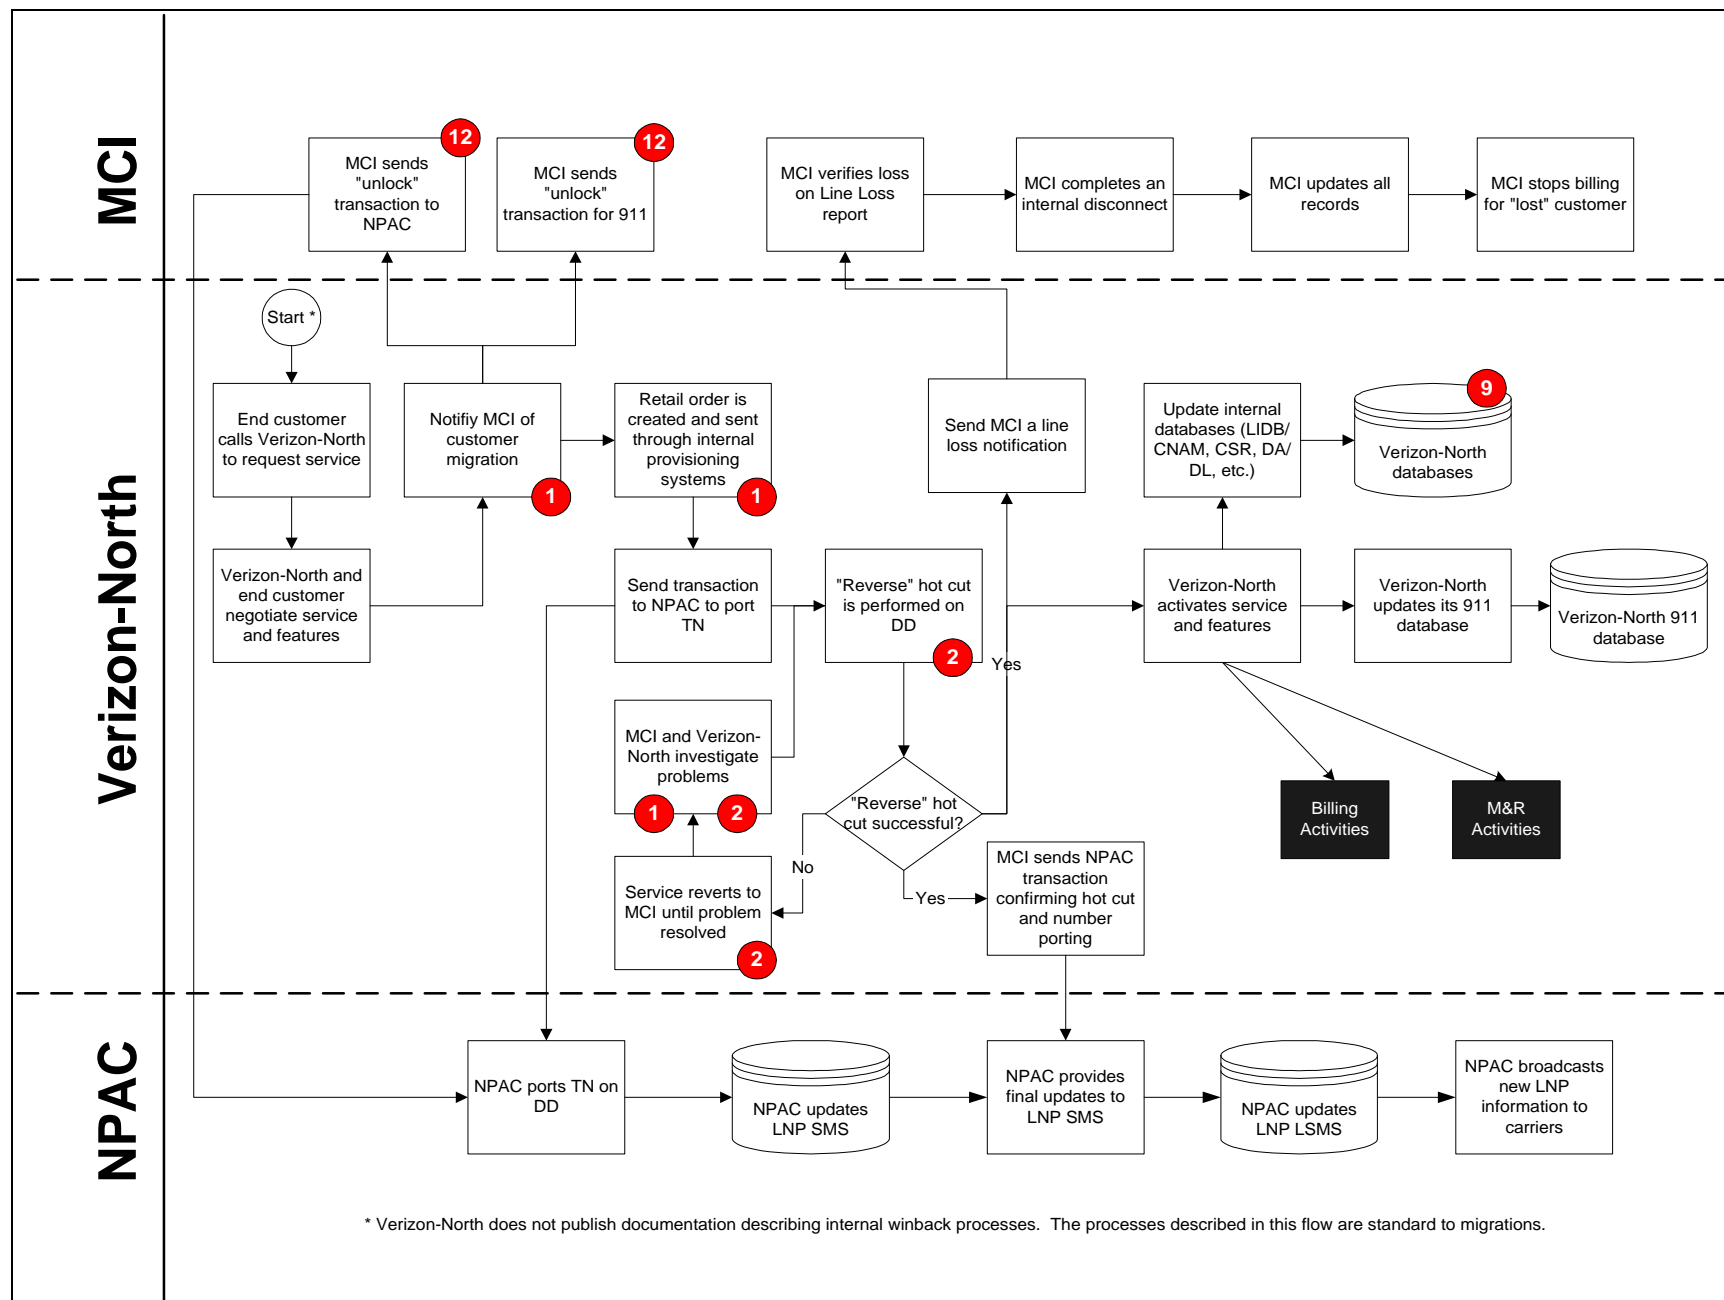 MCI
MCI sends
"unlock"
transaction to
NPAC
12
MCI sends
"unlock"
transaction for 911
12
MCI verifies loss
on Line Loss
report
MCI completes an
internal disconnect
MCI updates all
records
MCI stops billing
for "lost" customer
Verizon-North
Start *
End customer
calls Verizon-North
to request service
Notifiy MCI of
customer
migration
1
Retail order is
created and sent
through internal
provisioning
systems
1
Send MCI a line
loss notification
Update internal
databases (LIDB/
CNAM, CSR, DA/
DL, etc.)
9
Verizon-North
databases
Verizon-North and
end customer
negotiate service
and features
Send transaction
to NPAC to port
TN
"Reverse" hot cut
is performed on
DD
2
Yes
Verizon-North
activates service
and features
Verizon-North
updates its 911
database
Verizon-North 911
database
MCI and Verizon-
North investigate
problems
1
2
"Reverse" hot
cut successful?
Billing
Activities
M&R
Activities
No
Service reverts to
MCI until problem
resolved
2
Yes
MCI sends NPAC
transaction
confirming hot cut
and number
porting
NPAC
NPAC ports TN on
DD
NPAC updates
LNP SMS
NPAC provides
final updates to
LNP SMS
NPAC updates
LNP LSMS
NPAC broadcasts
new LNP
information to
carriers
* Verizon-North does not publish documentation describing internal winback processes.  The processes described in this flow are standard to migrations.